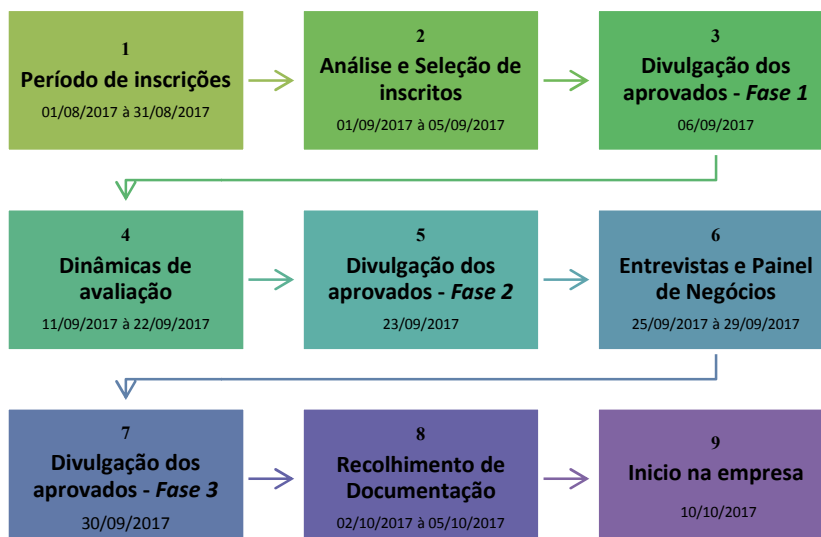 1
Período de inscrições
01/08/2017 à 31/08/2017
2
Análise e Seleção de
inscritos
01/09/2017 à 05/09/2017
3
Divulgação dos
aprovados - Fase 1
06/09/2017
4
Dinâmicas de
avaliação
11/09/2017 à 22/09/2017
5
Divulgação dos
aprovados - Fase 2
23/09/2017
6
Entrevistas e Painel
de Negócios
25/09/2017 à 29/09/2017
7
Divulgação dos
aprovados - Fase 3
30/09/2017
8
Recolhimento de
Documentação
02/10/2017 à 05/10/2017
9
Inicio na empresa
10/10/2017